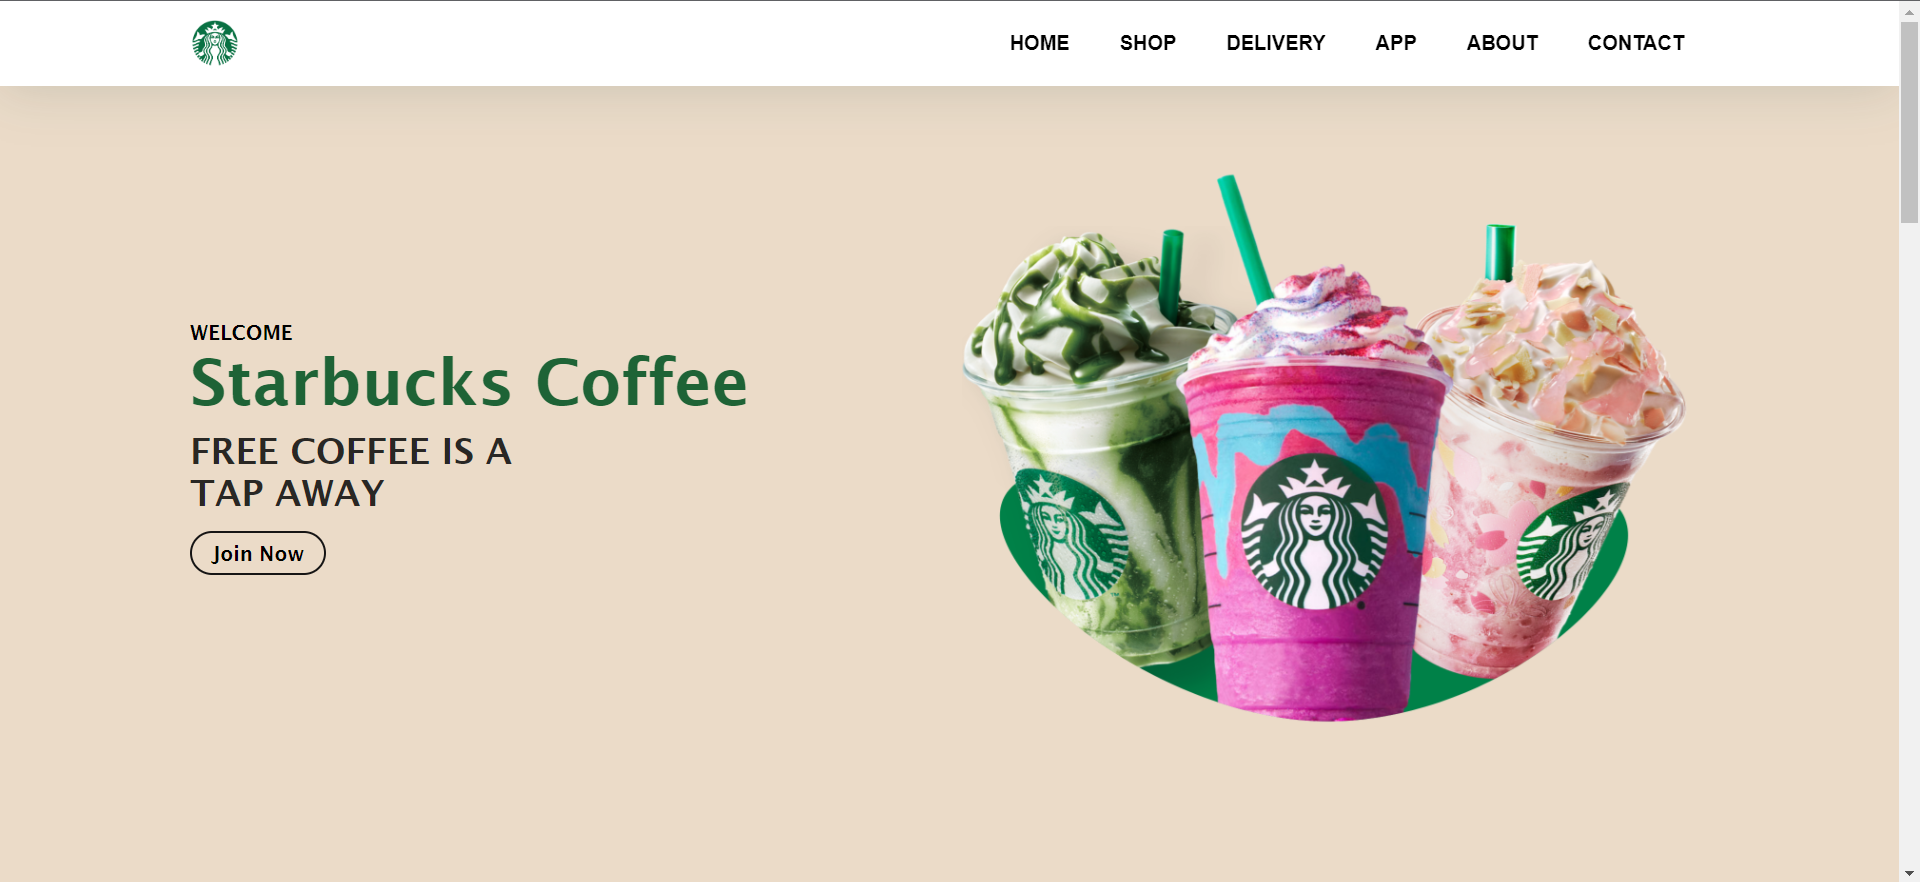 HOME SHOP DELIVERY APP ABOUT CONTACT
WELCOME
Starbucks Coffee
FREE COFFEE IS A
TAP AWAY
Join Now